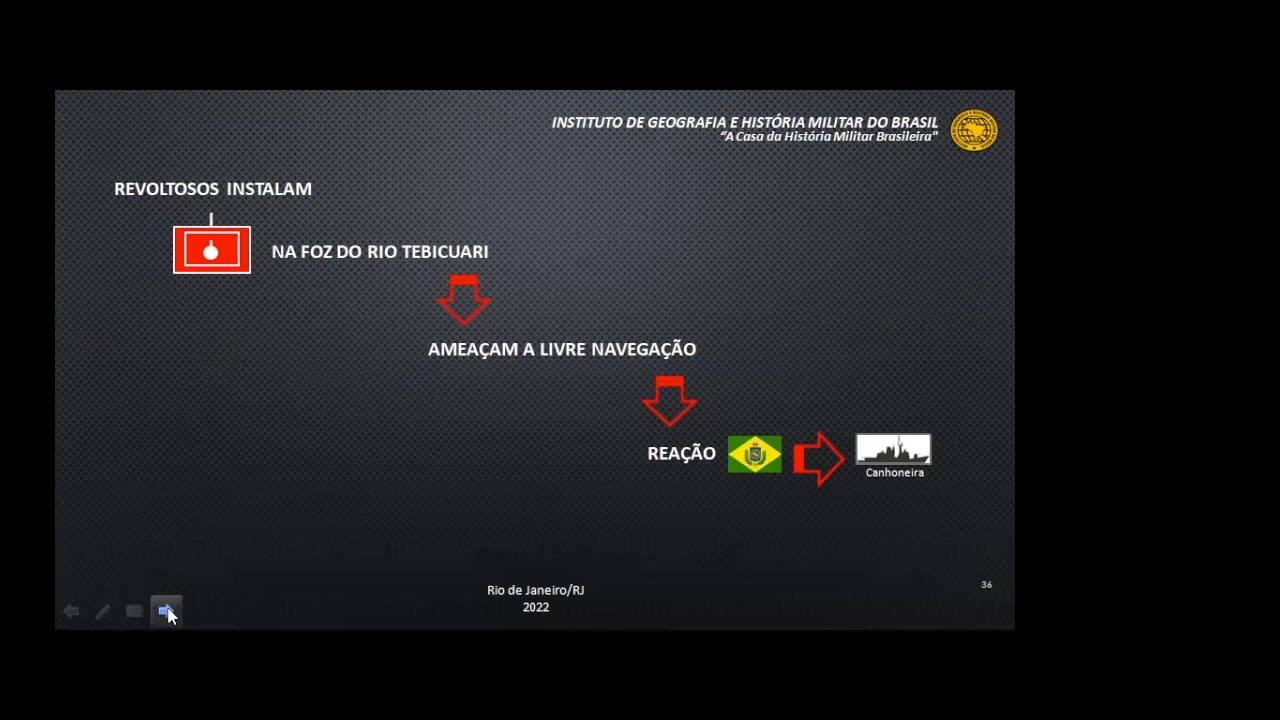 INSTITUTO DE GEOGRAFIA E HISTÓRIA MILITAR DO BRASIL
"A Casa da História Militar Brasileira"
REVOLTOSOS INSTALAM
NA FOZ DO RIO TEBICUARI
AMEAÇAM A LIVRE NAVEGAÇÃO
REAÇÃO
Canhoneira
Rio de Janeiro/RJ
2022
36